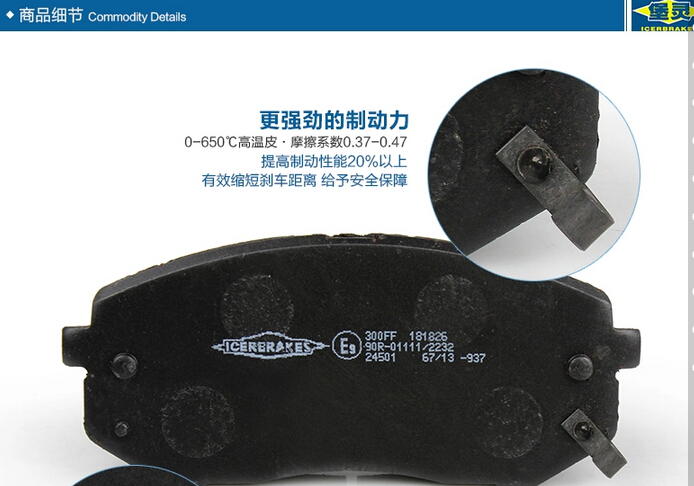 商品细节 Commodity Details
堡灵
ICERBRAKES
更强劲的制动力
0-650℃高温皮·摩擦系数0.37-0.47
提高制动性能20%以上
有效缩短刹车距离 给予安全保障
ICERBRAKES E9 300FF 181826
90R-01111/2232
24501 67/13 -937